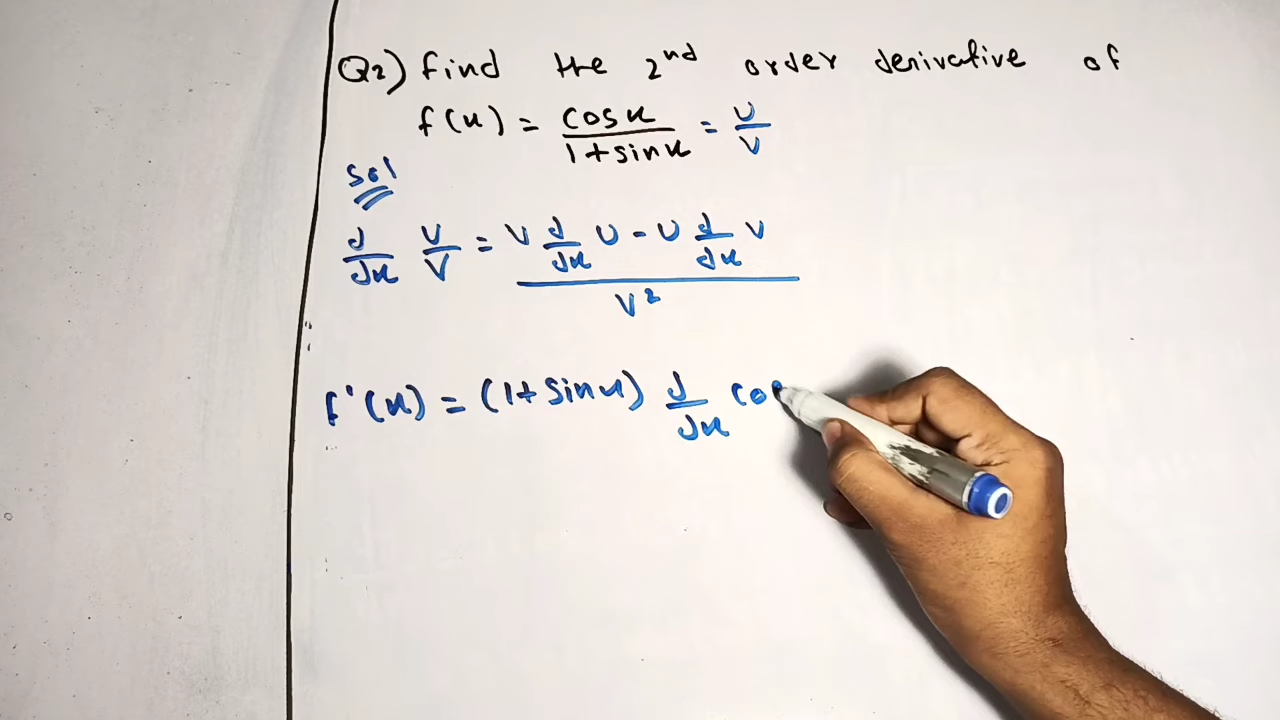 Q2) find the 2nd order derivative of
f(x) = cosx / 1+sinx = U/V
Sol
d/dx U/V = V d/dx U - U d/dx V / V²
f'(x) = (1+sinx) d/dx co